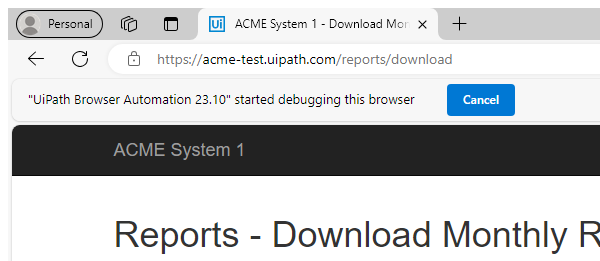 Personal
Ui ACME System 1 - Download Mon
https://acme-test.uipath.com/reports/download
"UiPath Browser Automation 23.10" started debugging this browser
Cancel
ACME System 1
Reports - Download Monthly R